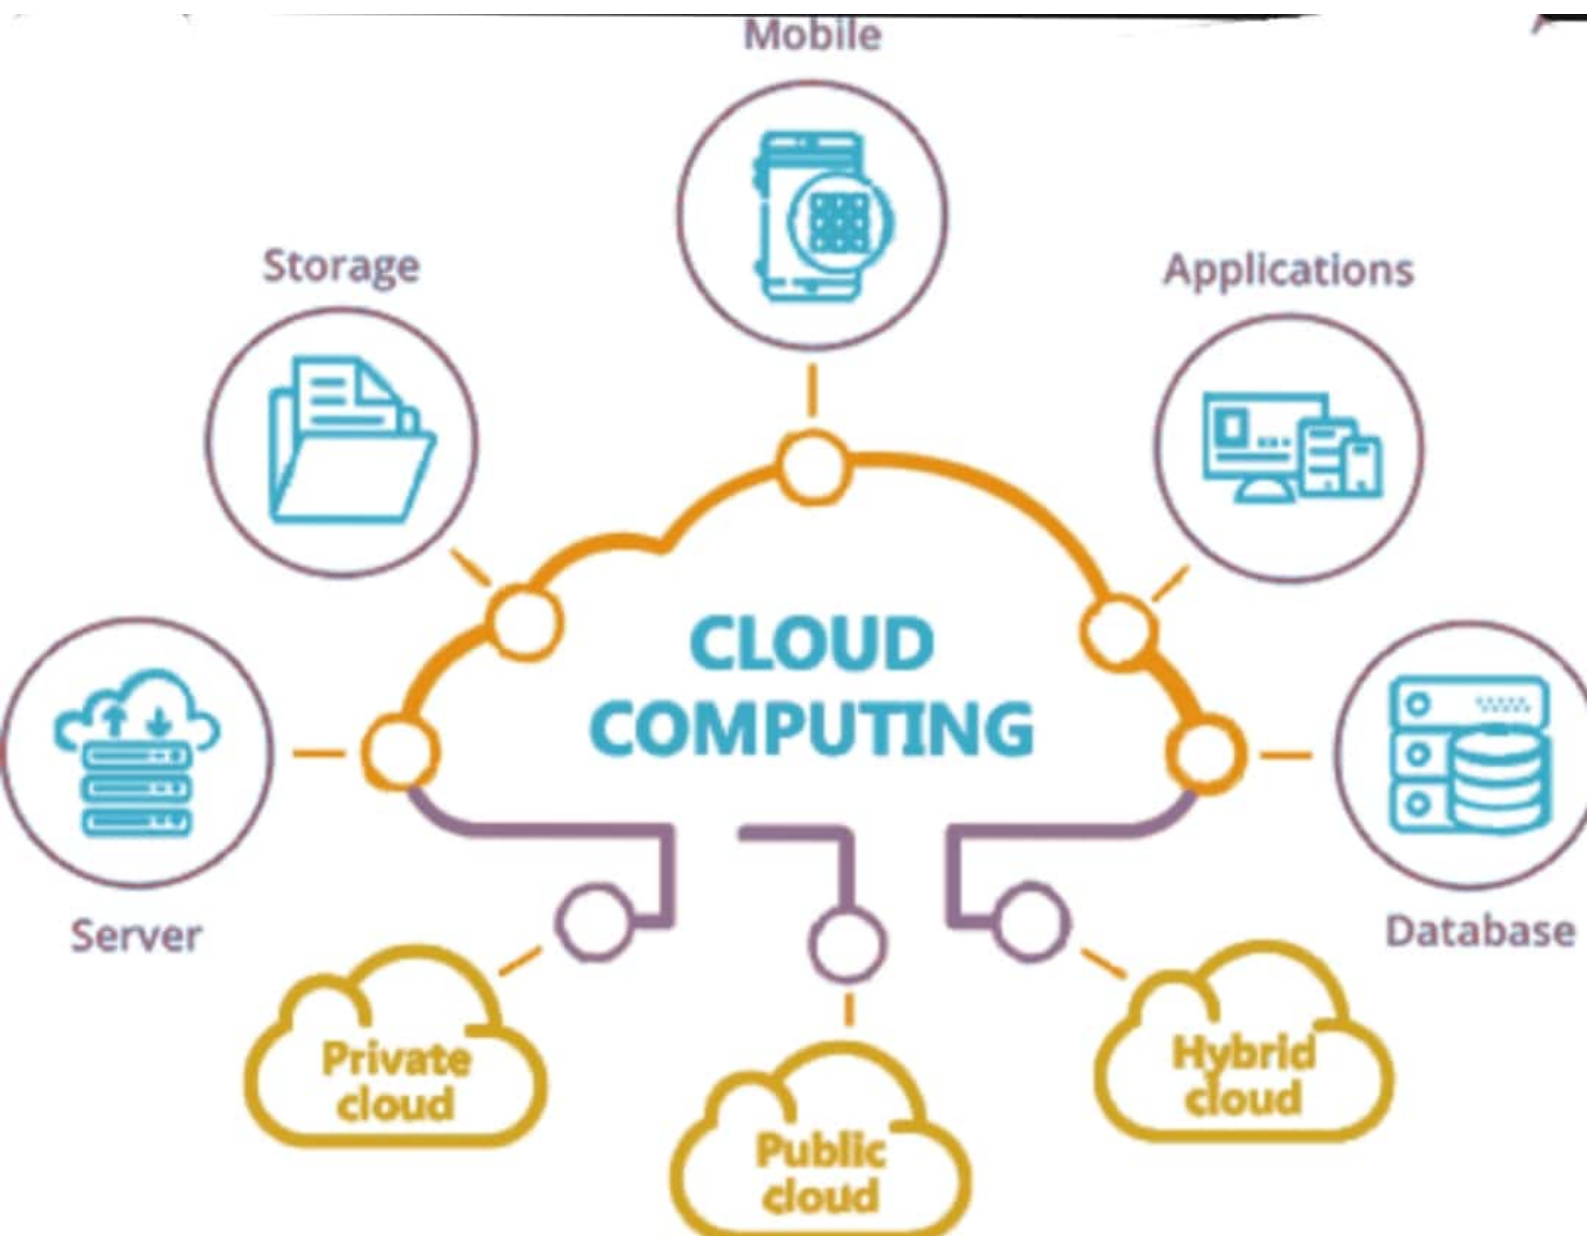 Mobile
Storage
Applications
CLOUD
COMPUTING
Server
Database
Private
cloud
Public
cloud
Hybrid
cloud